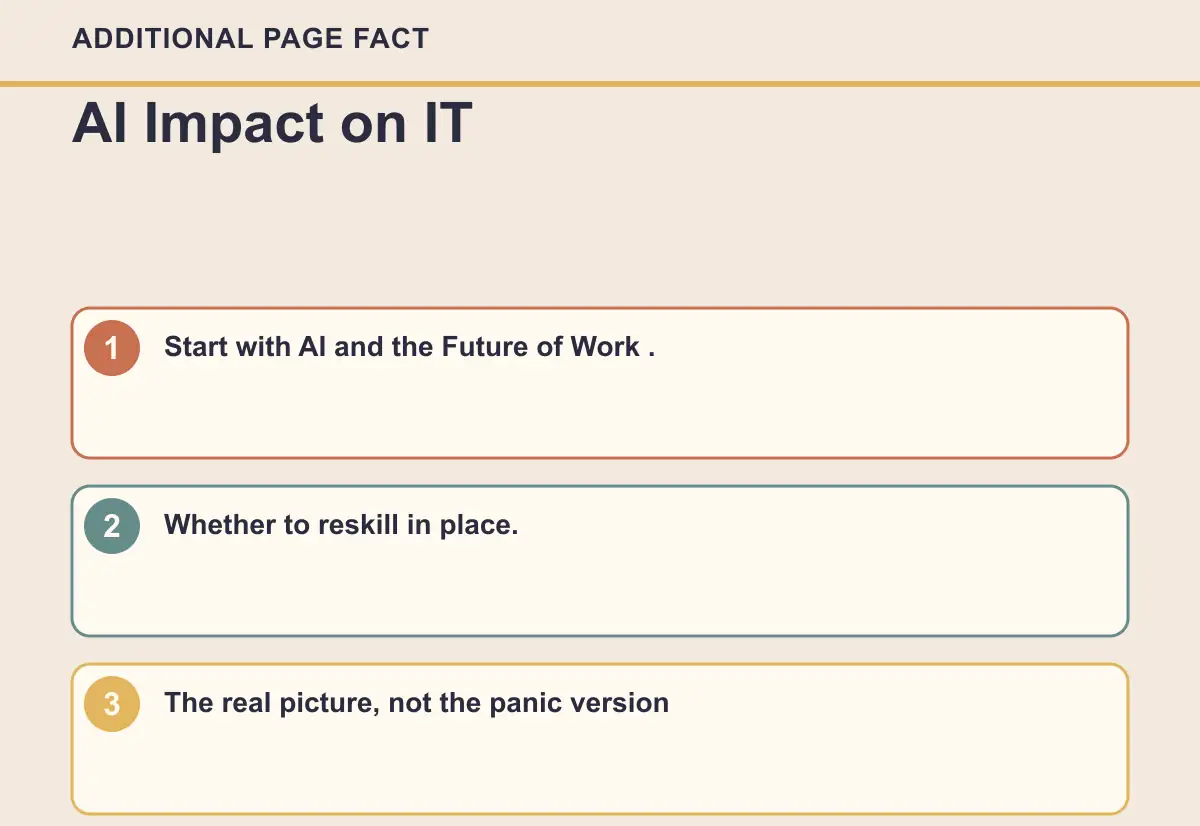 ADDITIONAL PAGE FACT
AI Impact on IT
1
Start with AI and the Future of Work .
2
Whether to reskill in place.
3
The real picture, not the panic version